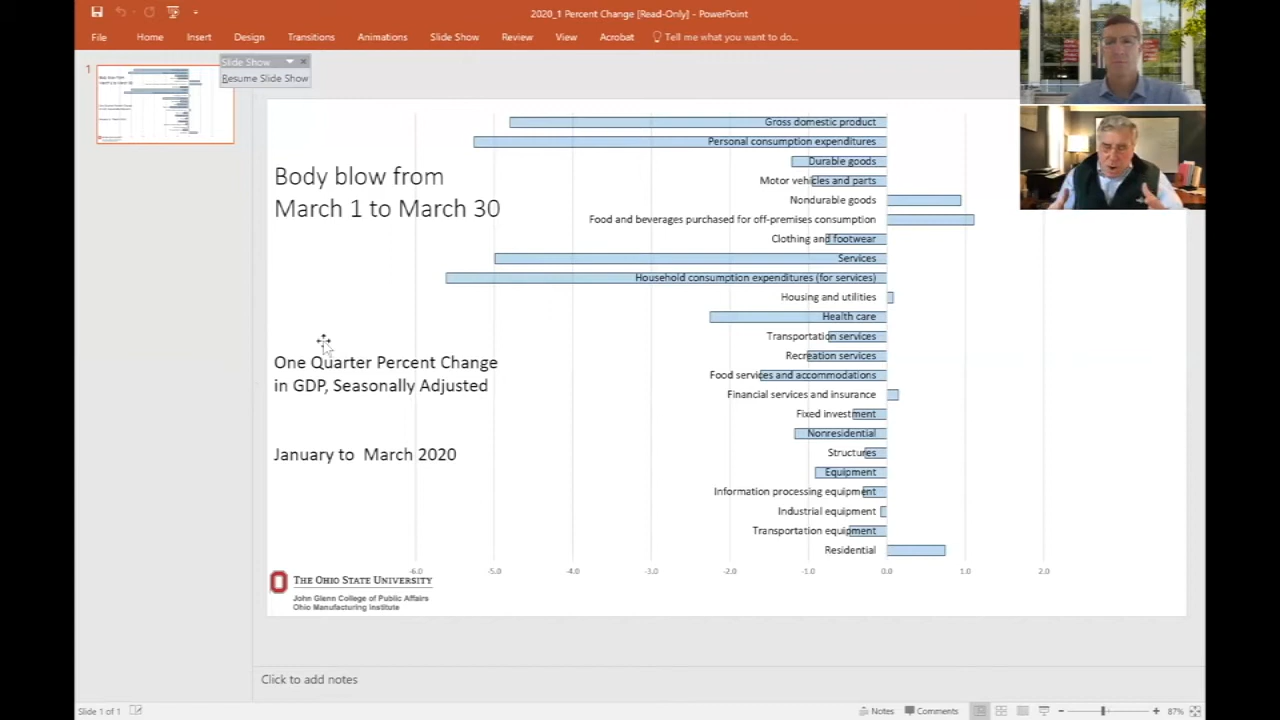 2020_1 Percent Change [Read-Only] - PowerPoint
File Home Insert Design Transitions Animations Slide Show Review View Acrobat Tell me what you want to do...
1
Slide Show
Resume Slide Show
Body blow from
March 1 to March 30
One Quarter Percent Change
in GDP, Seasonally Adjusted
January to March 2020
Gross domestic product
Personal consumption expenditures
Durable goods
Motor vehicles and parts
Nondurable goods
Food and beverages purchased for off-premises consumption
Clothing and footwear
Services
Household consumption expenditures (for services)
Housing and utilities
Health care
Transportation services
Recreation services
Food services and accommodations
Financial services and insurance
Fixed investment
Nonresidential
Structures
Equipment
Information processing equipment
Industrial equipment
Transportation equipment
Residential
-6.0 -5.0 -4.0 -3.0 -2.0 -1.0 0.0 1.0 2.0
THE OHIO STATE UNIVERSITY
John Glenn College of Public Affairs
Ohio Manufacturing Institute
Click to add notes
Slide 1 of 1 Notes Comments 87%